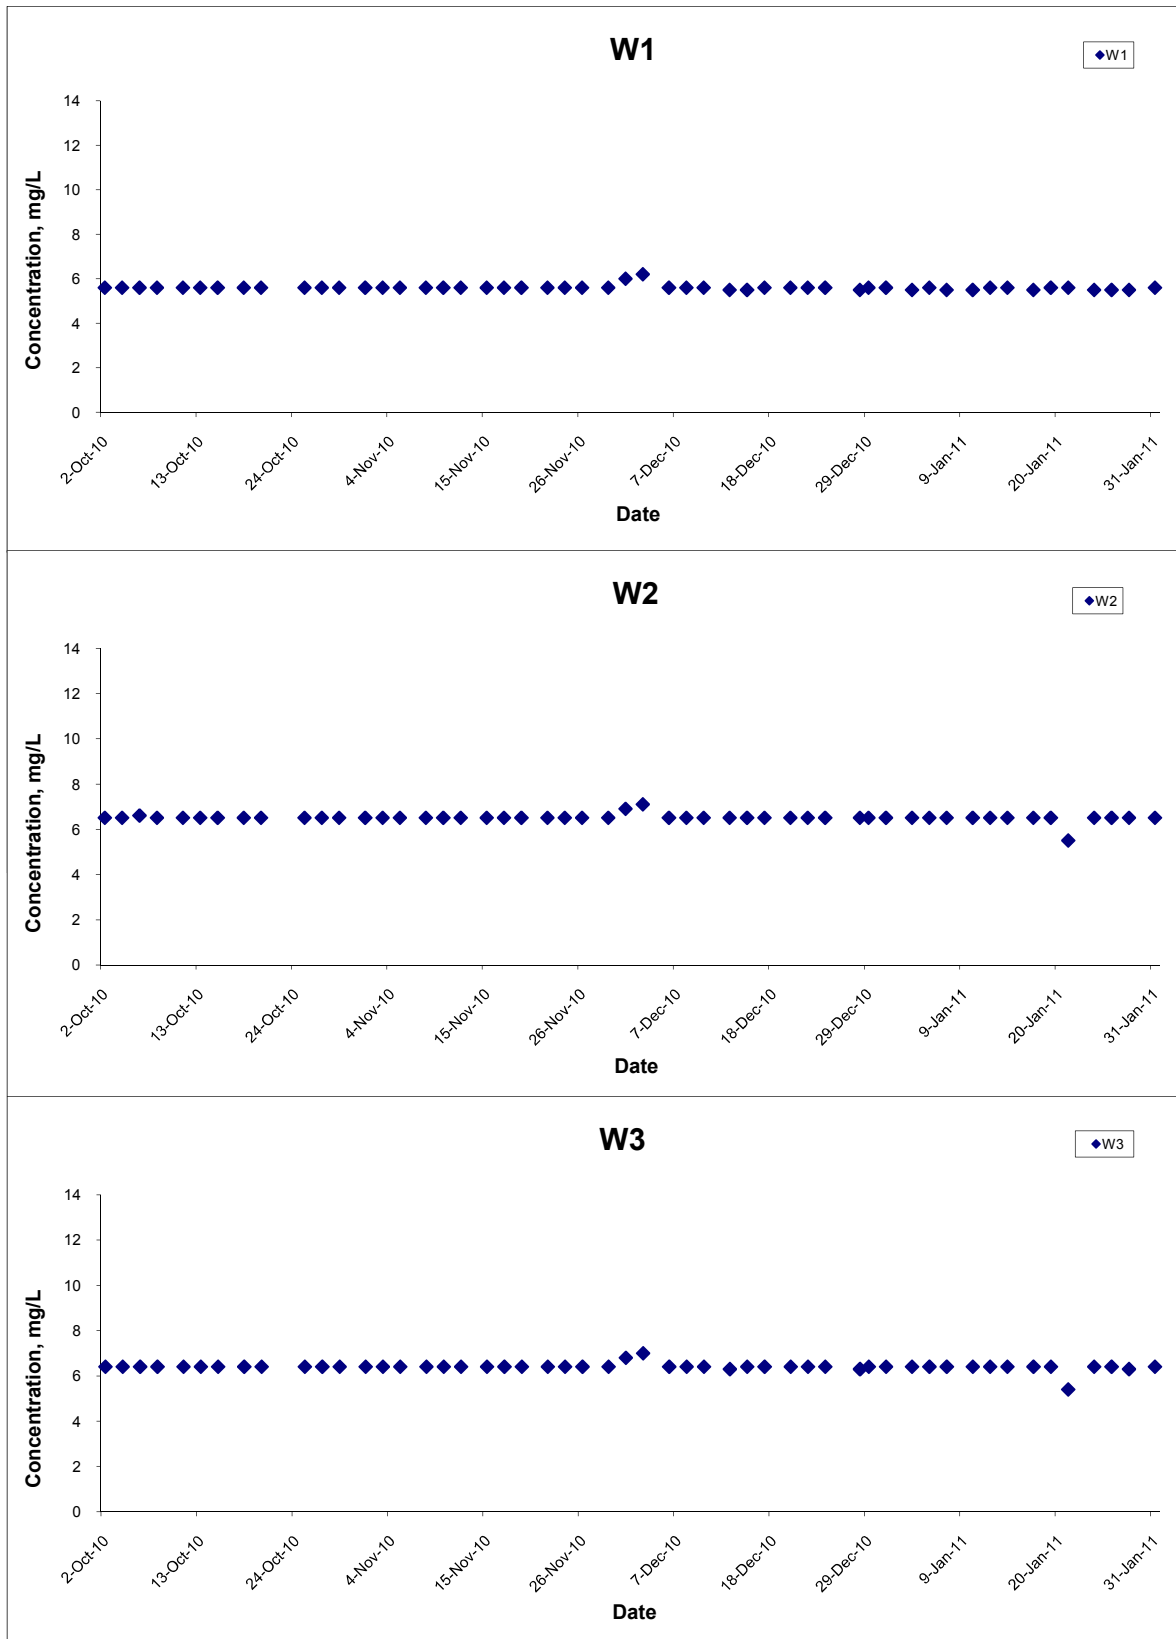 W1
W1
14
12
10
8
6
4
2
0
Concentration, mg/L
2-Oct-10
13-Oct-10
24-Oct-10
4-Nov-10
15-Nov-10
26-Nov-10
7-Dec-10
18-Dec-10
29-Dec-10
9-Jan-11
20-Jan-11
31-Jan-11
Date
W2
W2
14
12
10
8
6
4
2
0
Concentration, mg/L
2-Oct-10
13-Oct-10
24-Oct-10
4-Nov-10
15-Nov-10
26-Nov-10
7-Dec-10
18-Dec-10
29-Dec-10
9-Jan-11
20-Jan-11
31-Jan-11
Date
W3
W3
14
12
10
8
6
4
2
0
Concentration, mg/L
2-Oct-10
13-Oct-10
24-Oct-10
4-Nov-10
15-Nov-10
26-Nov-10
7-Dec-10
18-Dec-10
29-Dec-10
9-Jan-11
20-Jan-11
31-Jan-11
Date